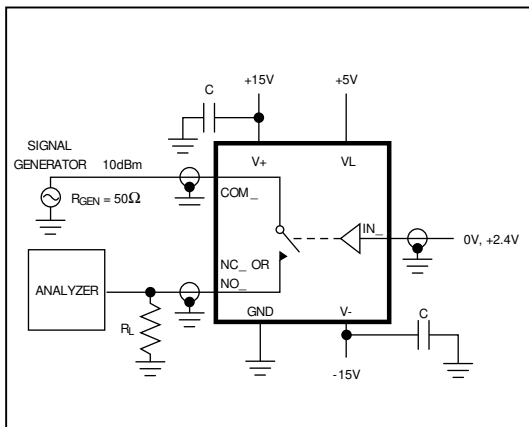 +15V
+5V
C
SIGNAL
GENERATOR
10dBm
V+
VL
RGEN = 50Ω
COM_
IN_
0V, +2.4V
NC_ OR
NO_
ANALYZER
RL
GND
V-
C
-15V